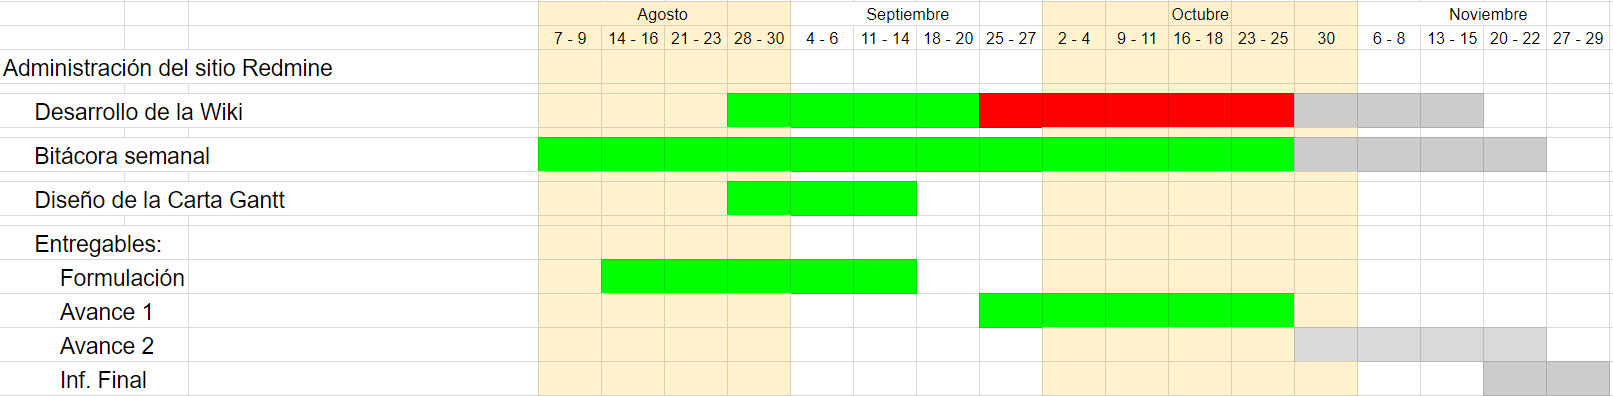 Agosto Septiembre Octubre Noviembre
7 - 9 14 - 16 21 - 23 28 - 30 4 - 6 11 - 14 18 - 20 25 - 27 2 - 4 9 - 11 16 - 18 23 - 25 30 6 - 8 13 - 15 20 - 22 27 - 29
Administración del sitio Redmine
Desarrollo de la Wiki
Bitácora semanal
Diseño de la Carta Gantt
Entregables:
Formulación
Avance 1
Avance 2
Inf. Final